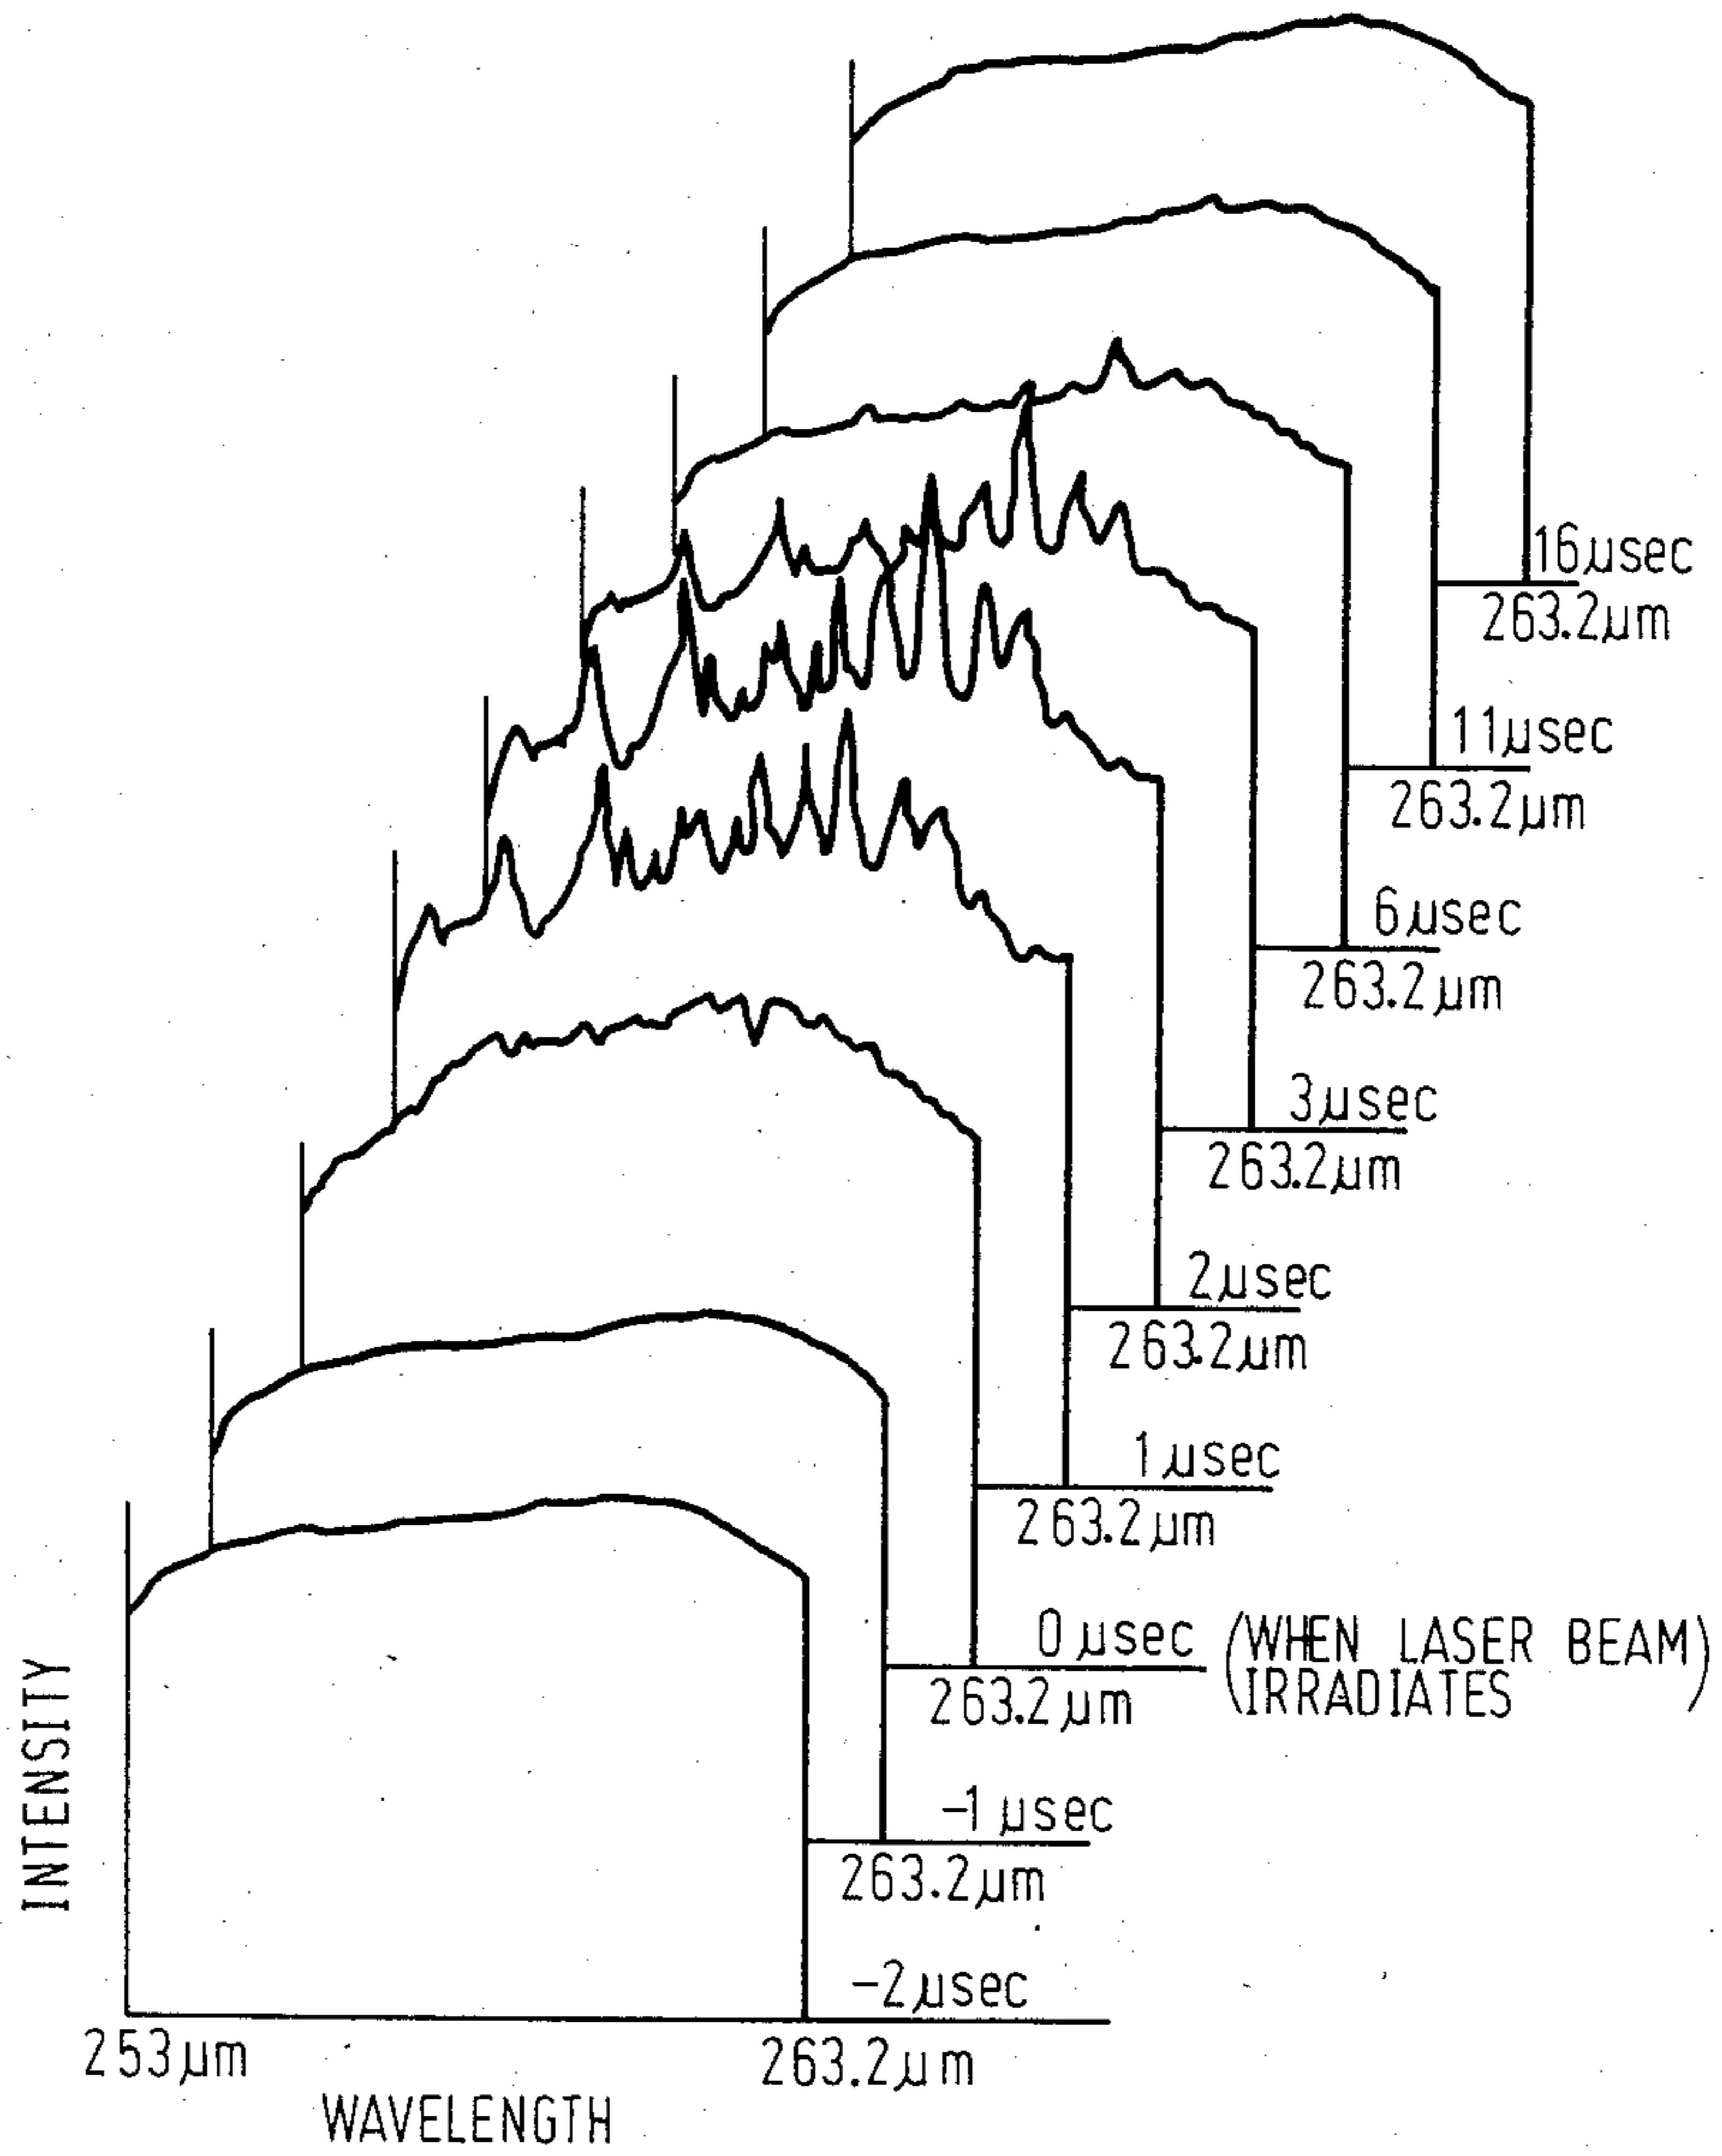 16µsec
263.2µm
11µsec
263.2µm
6µsec
263.2µm
3µsec
263.2µm
2µsec
263.2µm
1µsec
263.2µm
0µsec (WHEN LASER BEAM)
263.2µm (IRRADIATES)
-1µsec
263.2µm
-2µsec
253µm 263.2µm
WAVELENGTH
INTENSITY